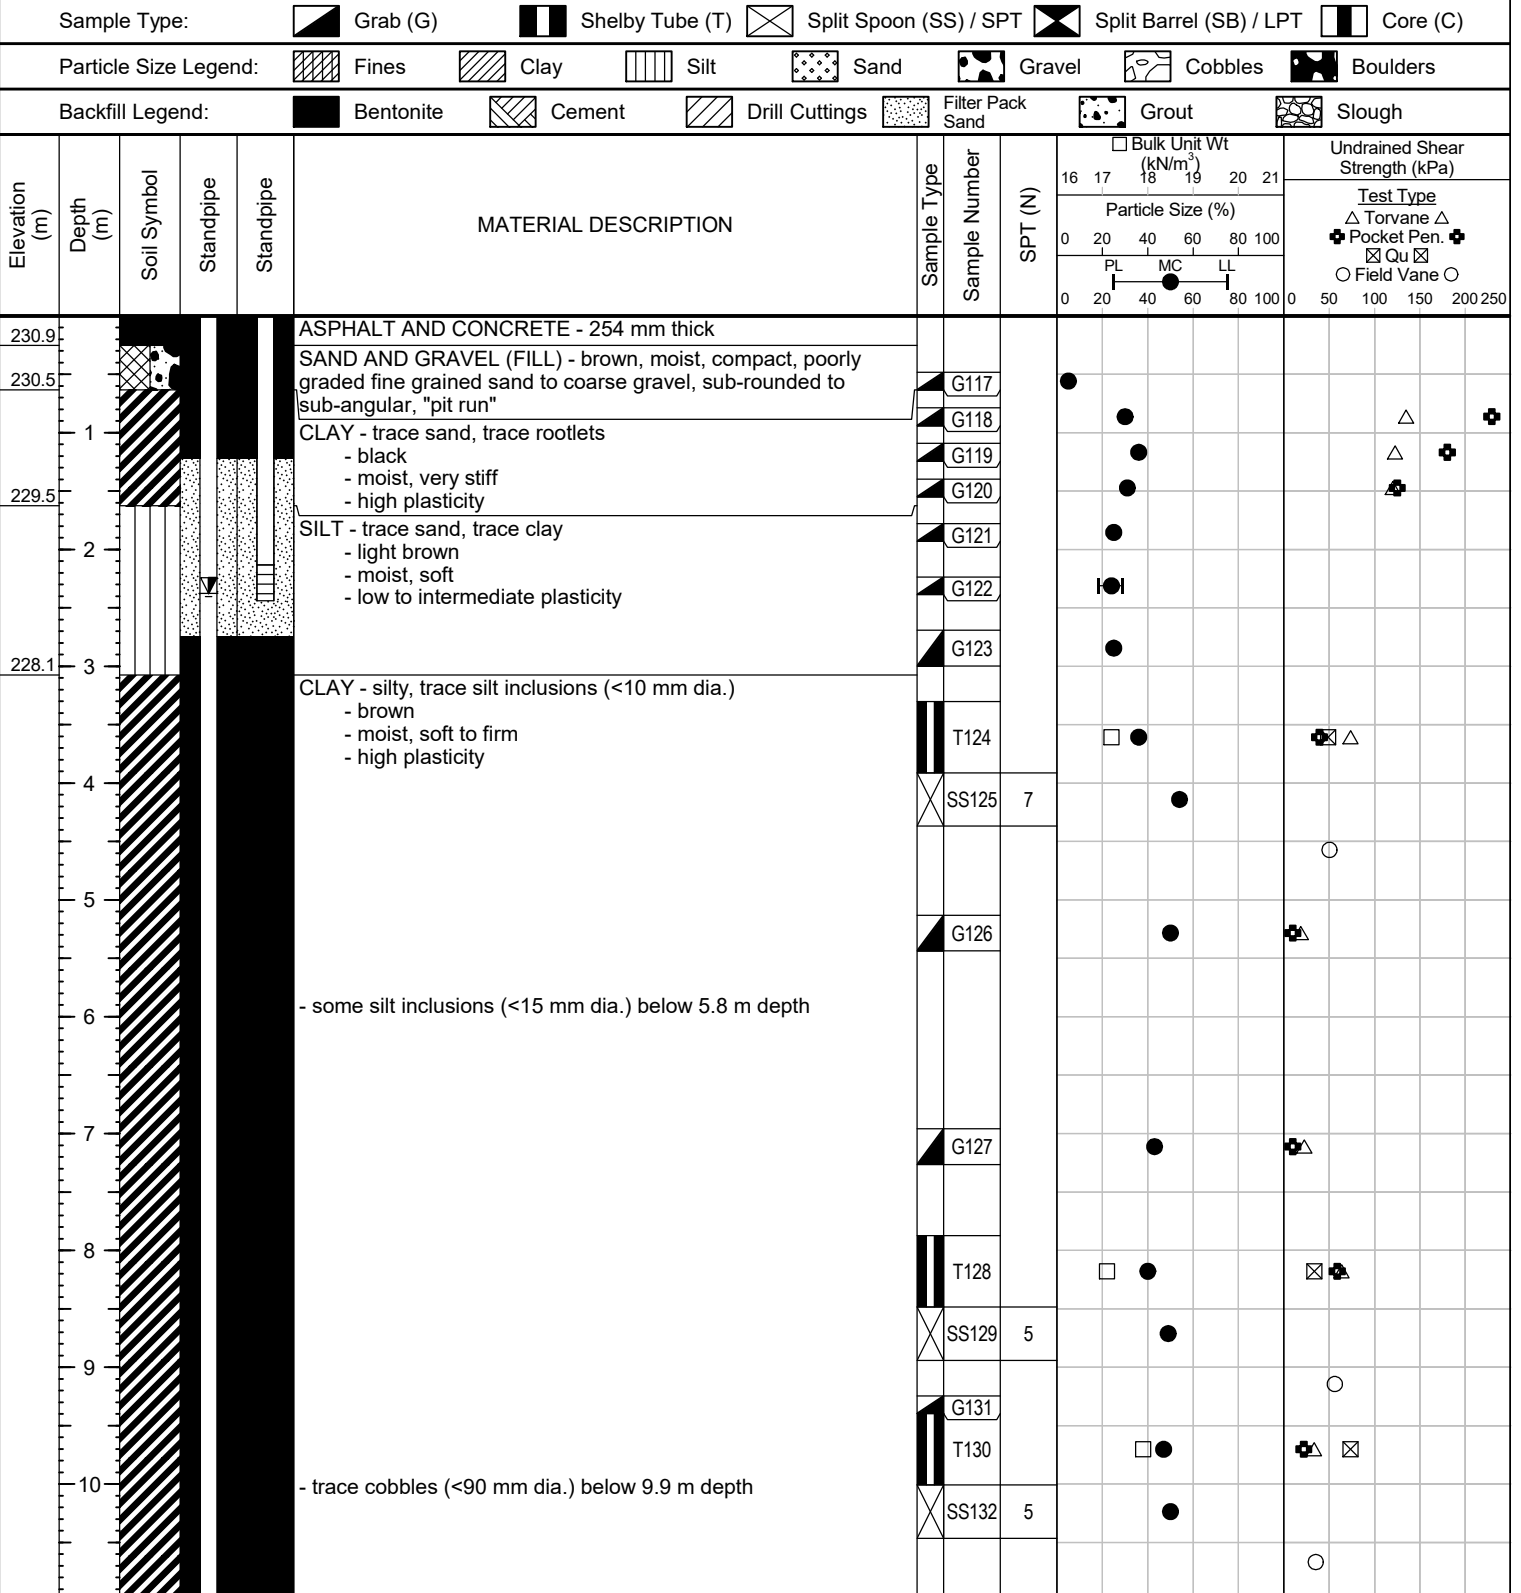 Sample Type: Grab (G) Shelby Tube (T) Split Spoon (SS) / SPT Split Barrel (SB) / LPT Core (C)
Particle Size Legend: Fines Clay Silt Sand Gravel Cobbles Boulders
Backfill Legend: Bentonite Cement Drill Cuttings Filter Pack Sand Grout Slough
Elevation (m)
Depth (m)
Soil Symbol
Standpipe
Standpipe
MATERIAL DESCRIPTION
Sample Type
Sample Number
SPT (N)
Bulk Unit Wt
(kN/m³)
16 17 18 19 20 21
Particle Size (%)
0 20 40 60 80 100
PL MC LL
0 20 40 60 80 100
Undrained Shear
Strength (kPa)
Test Type
Torvane
Pocket Pen.
Qu
Field Vane
0 50 100 150 200 250
230.9
ASPHALT AND CONCRETE - 254 mm thick
SAND AND GRAVEL (FILL) - brown, moist, compact, poorly
230.5
graded fine grained sand to coarse gravel, sub-rounded to
G117
sub-angular, "pit run"
G118
1
CLAY - trace sand, trace rootlets
- black
G119
- moist, very stiff
G120
229.5
- high plasticity
SILT - trace sand, trace clay
G121
2
- light brown
- moist, soft
G122
- low to intermediate plasticity
G123
228.1
3
CLAY - silty, trace silt inclusions (<10 mm dia.)
- brown
- moist, soft to firm
T124
- high plasticity
4
SS125 7
5
G126
- some silt inclusions (<15 mm dia.) below 5.8 m depth
6
7
G127
8
T128
SS129 5
9
G131
T130
10
- trace cobbles (<90 mm dia.) below 9.9 m depth
SS132 5